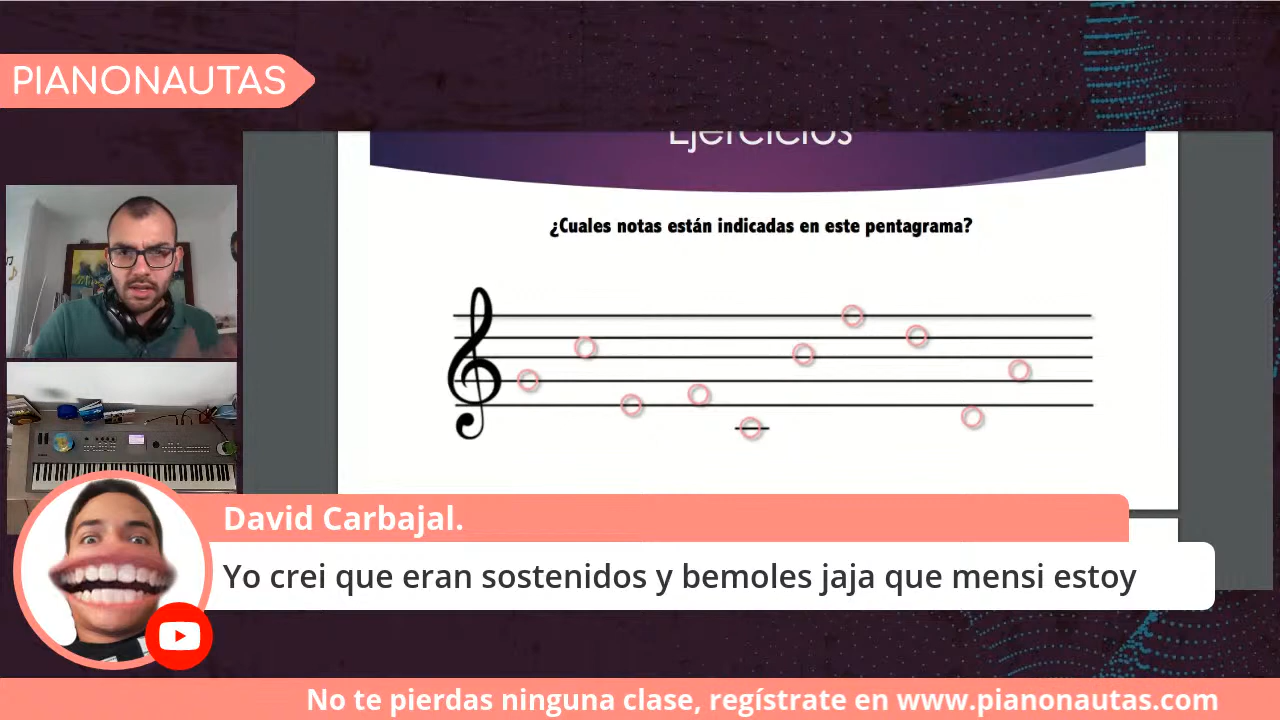 PIANONAUTAS
Ejercicios
¿Cuales notas están indicadas en este pentagrama?
David Carbajal.
Yo crei que eran sostenidos y bemoles jaja que mensi estoy
No te pierdas ninguna clase, regístrate en www.pianonautas.com